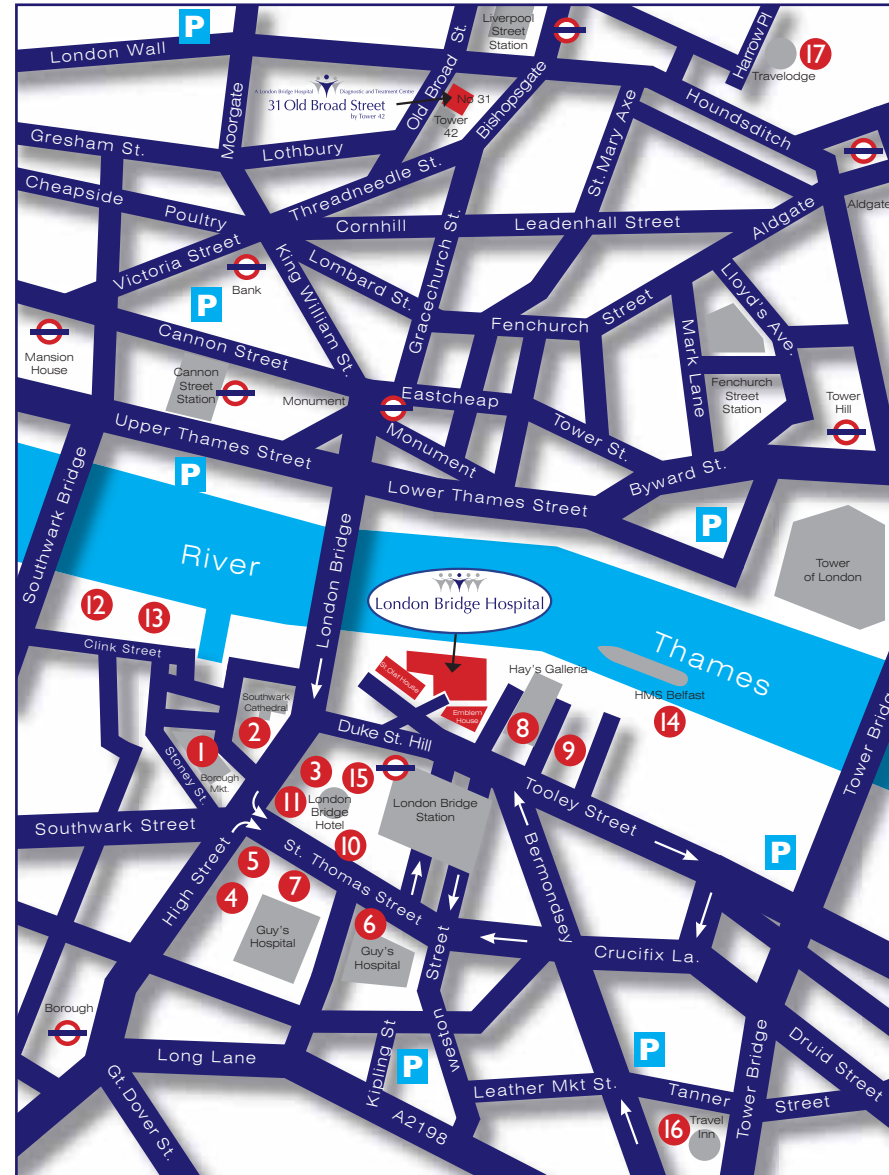 Liverpool
Street
Station
P
London Wall
Old Broad St.
Harrow Pl
17
Travelodge
Moorgate
A London Bridge Hospital
Diagnostic and Treatment Centre
31 Old Broad Street
by Tower 42
No 31
Tower
42
Bishopsgate
St. Mary Axe
Houndsditch
Gresham St.
Lothbury
Aldgate
Cheapside
Poultry
Threadneedle St.
Cornhill
Leadenhall Street
Aldgate
Victoria Street
Bank
P
King William St.
Lombard St.
Gracechurch St.
Fenchurch
Street
Lloyd's Ave.
Mark Lane
Mansion
House
Cannon Street
Cannon
Street
Station
Monument
Eastcheap
Fenchurch
Street
Station
Tower
Hill
Upper Thames Street
Monument
Tower St.
Lower Thames Street
Byward St.
P
P
Southwark Bridge
River
London Bridge
Tower
of London
London Bridge Hospital
Thames
12
13
Clink Street
St. Olaf House
Emblem
House
Hay's Galleria
HMS Belfast
14
Southwark
Cathedral
2
1
Borough
Mkt.
Stoney St.
Duke St. Hill
8
9
Tower Bridge
3
15
11
London
Bridge
Hotel
London Bridge
Station
Tooley Street
Southwark Street
10
P
High Street
5
4
7
St. Thomas Street
6
Bermondsey
Guy's
Hospital
Guy's
Hospital
Street
Crucifix La.
Borough
Weston
Kipling St
Long Lane
P
P
Tower Bridge
Druid Street
Gt. Dover St.
A2198
Leather Mkt St.
Tanner
Street
16
Travel
Inn